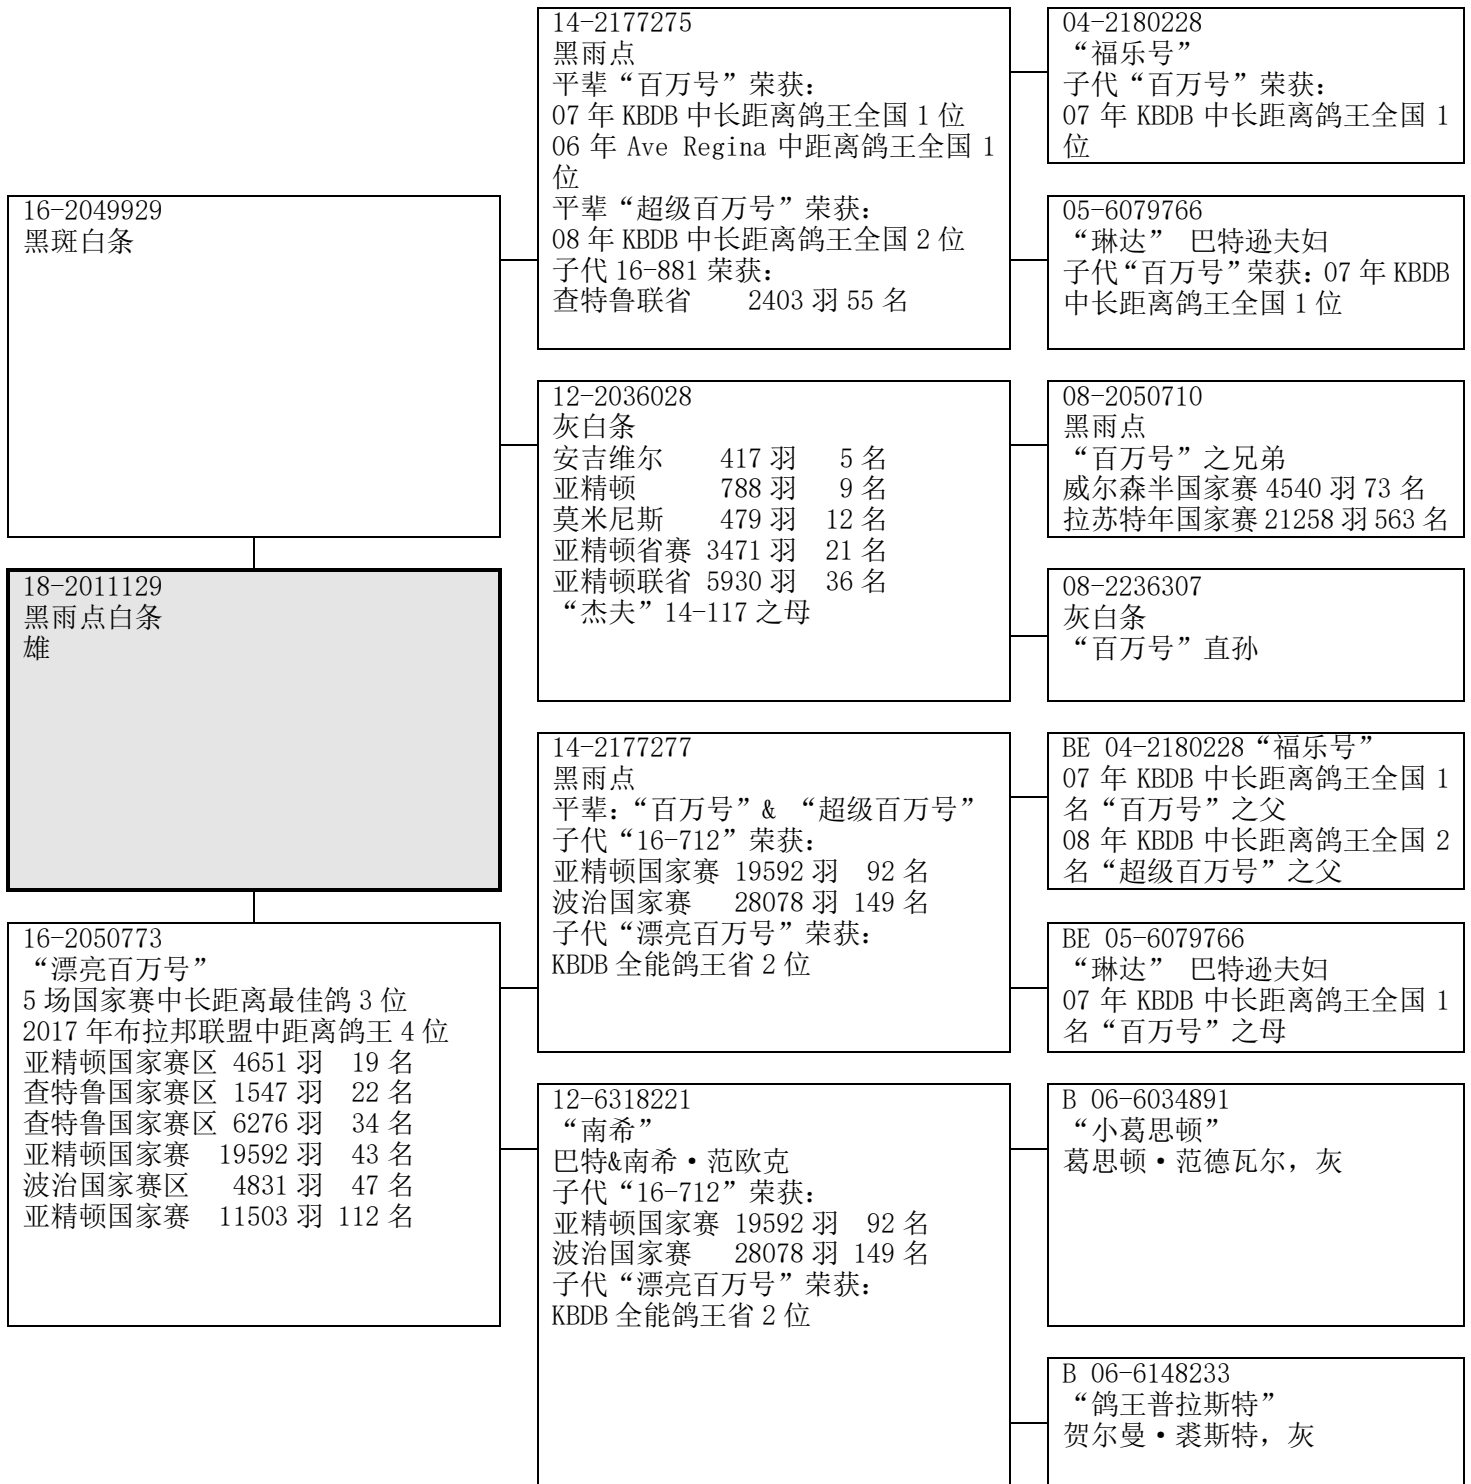 16-2049929
黑斑白条
18-2011129
黑雨点白条
雄
16-2050773
“漂亮百万号”
5 场国家赛中长距离最佳鸽 3 位
2017 年布拉邦联盟中距离鸽王 4 位
亚精顿国家赛区 4651 羽 19 名
查特鲁国家赛区 1547 羽 22 名
查特鲁国家赛区 6276 羽 34 名
亚精顿国家赛 19592 羽 43 名
波治国家赛区 4831 羽 47 名
亚精顿国家赛 11503 羽 112 名
14-2177275
黑雨点
平辈“百万号”荣获：
07 年 KBDB 中长距离鸽王全国 1 位
06 年 Ave Regina 中距离鸽王全国 1
位
平辈“超级百万号”荣获：
08 年 KBDB 中长距离鸽王全国 2 位
子代 16-881 荣获：
查特鲁联省 2403 羽 55 名
12-2036028
灰白条
安吉维尔 417 羽 5 名
亚精顿 788 羽 9 名
莫米尼斯 479 羽 12 名
亚精顿省赛 3471 羽 21 名
亚精顿联省 5930 羽 36 名
“杰夫”14-117 之母
14-2177277
黑雨点
平辈：“百万号”& “超级百万号”
子代“16-712”荣获：
亚精顿国家赛 19592 羽 92 名
波治国家赛 28078 羽 149 名
子代“漂亮百万号”荣获：
KBDB 全能鸽王省 2 位
12-6318221
“南希”
巴特&南希·范欧克
子代“16-712”荣获：
亚精顿国家赛 19592 羽 92 名
波治国家赛 28078 羽 149 名
子代“漂亮百万号”荣获：
KBDB 全能鸽王省 2 位
04-2180228
“福乐号”
子代“百万号”荣获：
07 年 KBDB 中长距离鸽王全国 1
位
05-6079766
“琳达” 巴特逊夫妇
子代“百万号”荣获：07 年 KBDB
中长距离鸽王全国 1 位
08-2050710
黑雨点
“百万号”之兄弟
威尔森半国家赛 4540 羽 73 名
拉苏特年国家赛 21258 羽 563 名
08-2236307
灰白条
“百万号”直孙
BE 04-2180228“福乐号”
07 年 KBDB 中长距离鸽王全国 1
名“百万号”之父
08 年 KBDB 中长距离鸽王全国 2
名“超级百万号”之父
BE 05-6079766
“琳达” 巴特逊夫妇
07 年 KBDB 中长距离鸽王全国 1
名“百万号”之母
B 06-6034891
“小葛思顿”
葛思顿·范德瓦尔，灰
B 06-6148233
“鸽王普拉斯特”
贺尔曼·裘斯特，灰